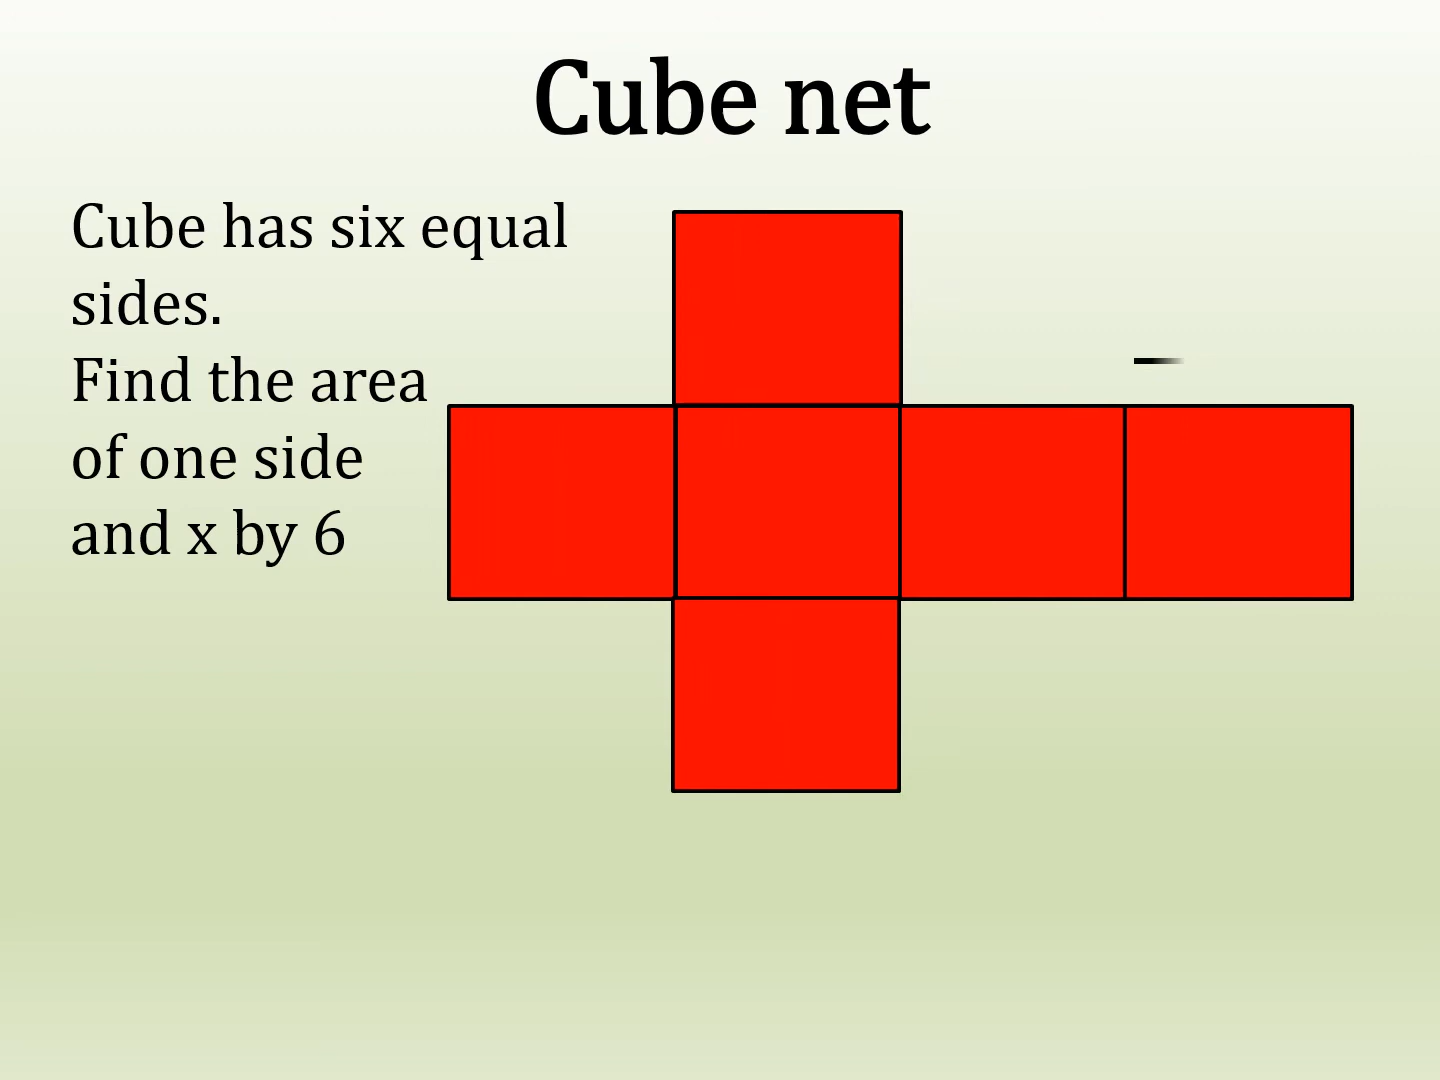 Cube net
Cube has six equal
sides.
Find the area
of one side
and x by 6